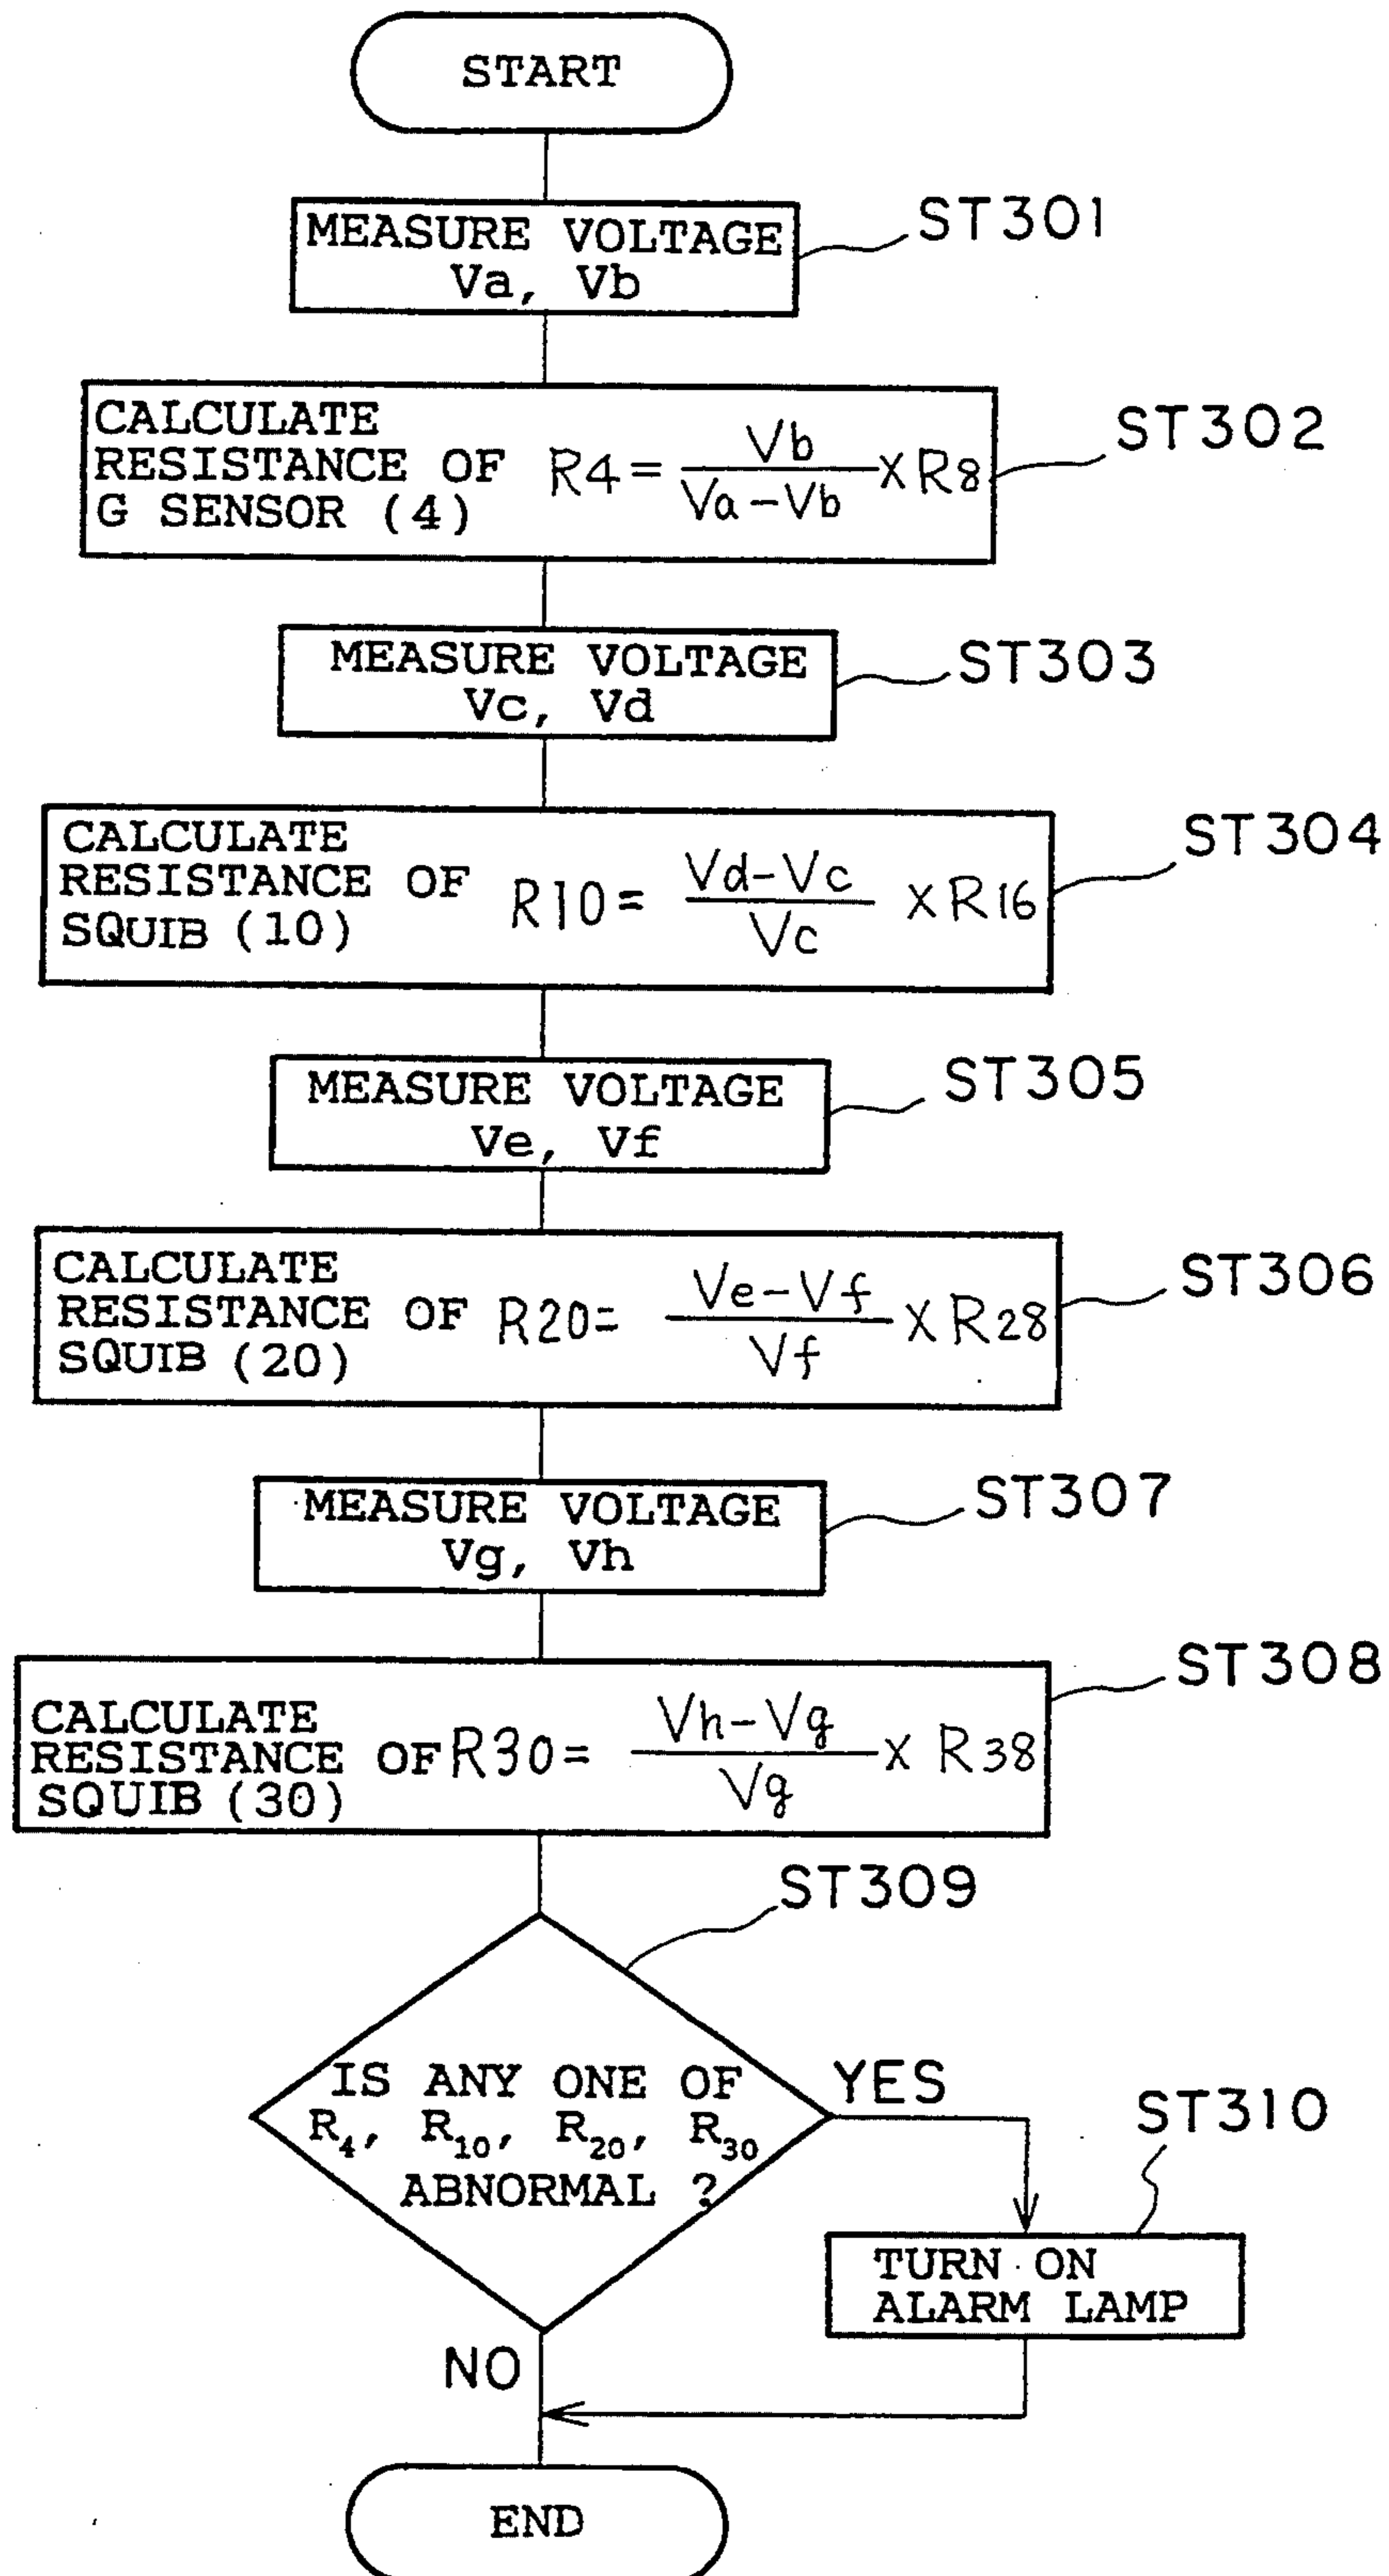 START
MEASURE VOLTAGE
Va, Vb
ST301
CALCULATE
RESISTANCE OF
G SENSOR (4)
R4 = Vb / Va-Vb × R8
ST302
MEASURE VOLTAGE
Vc, Vd
ST303
CALCULATE
RESISTANCE OF
SQUIB (10)
R10 = Vd-Vc / Vc × R16
ST304
MEASURE VOLTAGE
Ve, Vf
ST305
CALCULATE
RESISTANCE OF
SQUIB (20)
R20 = Ve-Vf / Vf × R28
ST306
MEASURE VOLTAGE
Vg, Vh
ST307
CALCULATE
RESISTANCE OF
SQUIB (30)
R30 = Vh-Vg / Vg × R38
ST308
ST309
IS ANY ONE OF
R4, R10, R20, R30
ABNORMAL ?
YES
ST310
TURN ON
ALARM LAMP
NO
END